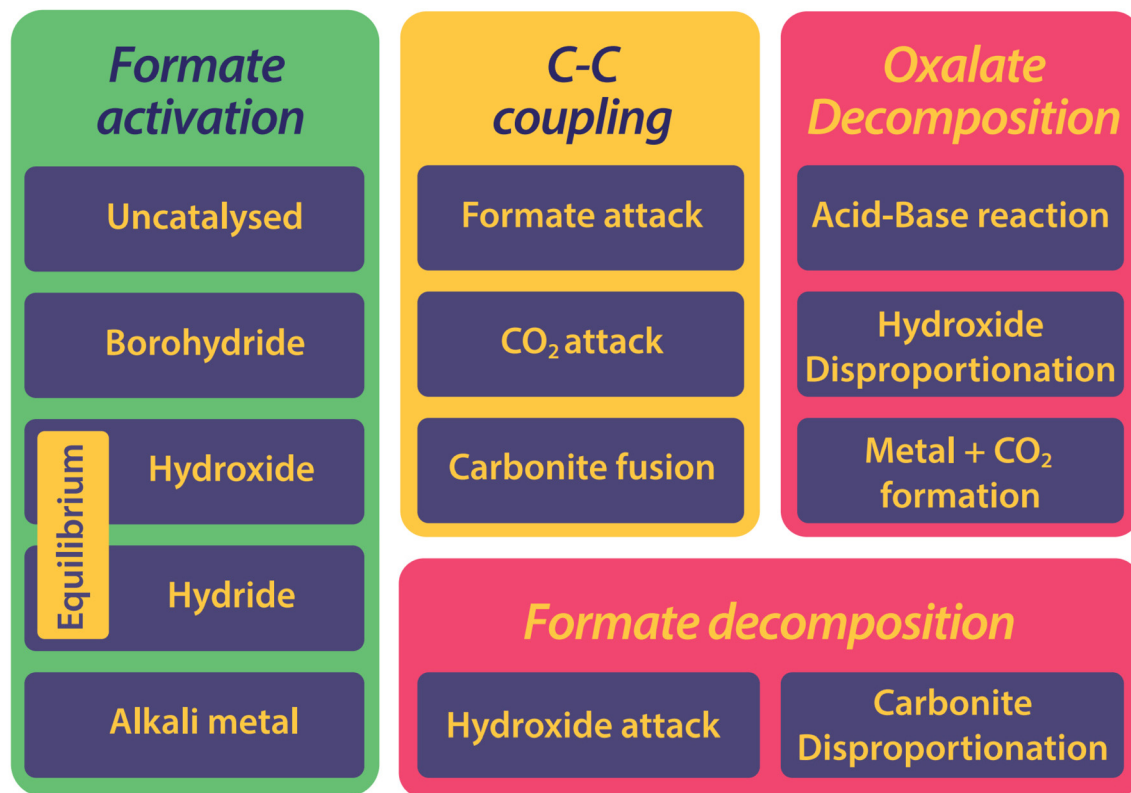 Formate
activation
Uncatalysed
Borohydride
Equilibrium
Hydroxide
Hydride
Alkali metal
C-C
coupling
Formate attack
CO₂ attack
Carbonite fusion
Oxalate
Decomposition
Acid-Base reaction
Hydroxide
Disproportionation
Metal + CO₂
formation
Formate decomposition
Hydroxide attack
Carbonite
Disproportionation